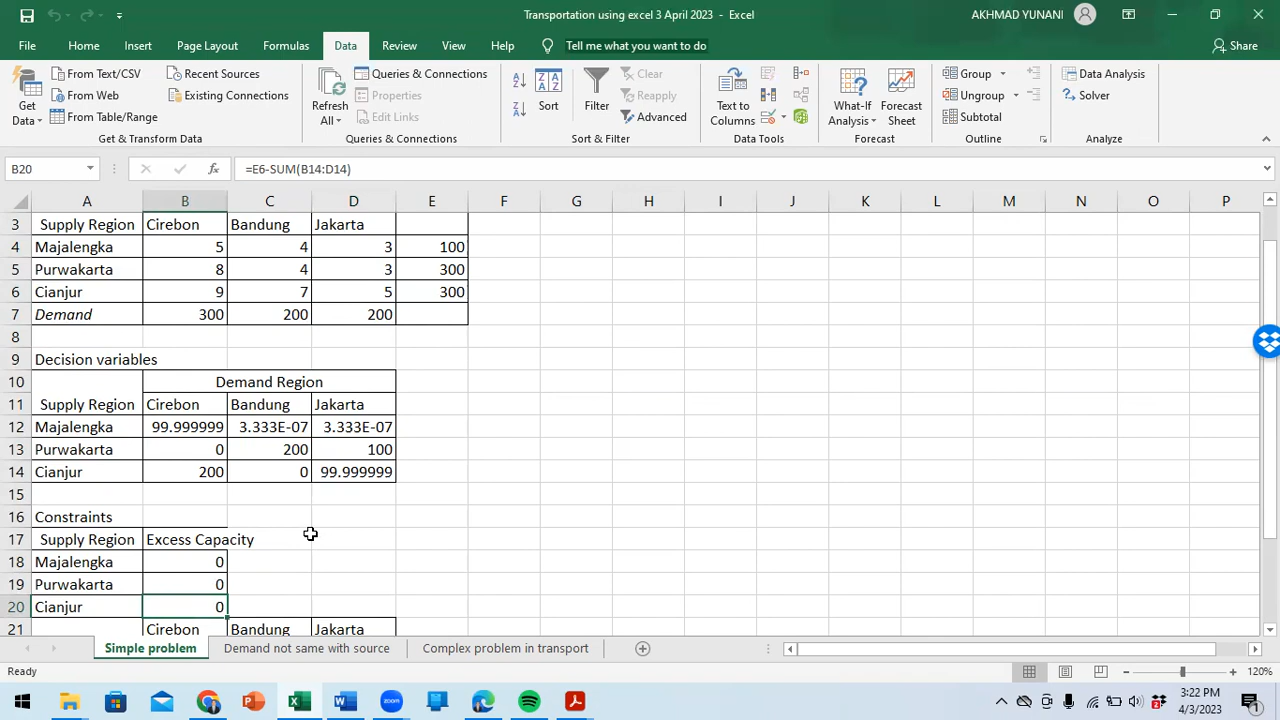 Transportation using excel 3 April 2023 - Excel
AKHMAD YUNANI
File Home Insert Page Layout Formulas Data Review View Help Tell me what you want to do Share
From Text/CSV Recent Sources Queries & Connections Clear Group Data Analysis
From Web Existing Connections Properties Reapply Ungroup Solver
Get Data From Table/Range Refresh All Edit Links Sort Filter Advanced Text to Columns What-If Analysis Forecast Sheet Subtotal
Get & Transform Data Queries & Connections Sort & Filter Data Tools Forecast Outline Analyze
B20 fx =E6-SUM(B14:D14)
A B C D E F G H I J K L M N O P
3 Supply Region Cirebon Bandung Jakarta
4 Majalengka 5 4 3 100
5 Purwakarta 8 4 3 300
6 Cianjur 9 7 5 300
7 Demand 300 200 200
8
9 Decision variables
10 Demand Region
11 Supply Region Cirebon Bandung Jakarta
12 Majalengka 99.999999 3.333E-07 3.333E-07
13 Purwakarta 0 200 100
14 Cianjur 200 0 99.999999
15
16 Constraints
17 Supply Region Excess Capacity
18 Majalengka 0
19 Purwakarta 0
20 Cianjur 0
21 Cirebon Bandung Jakarta
Simple problem Demand not same with source Complex problem in transport
Ready 120%
3:22 PM
4/3/2023